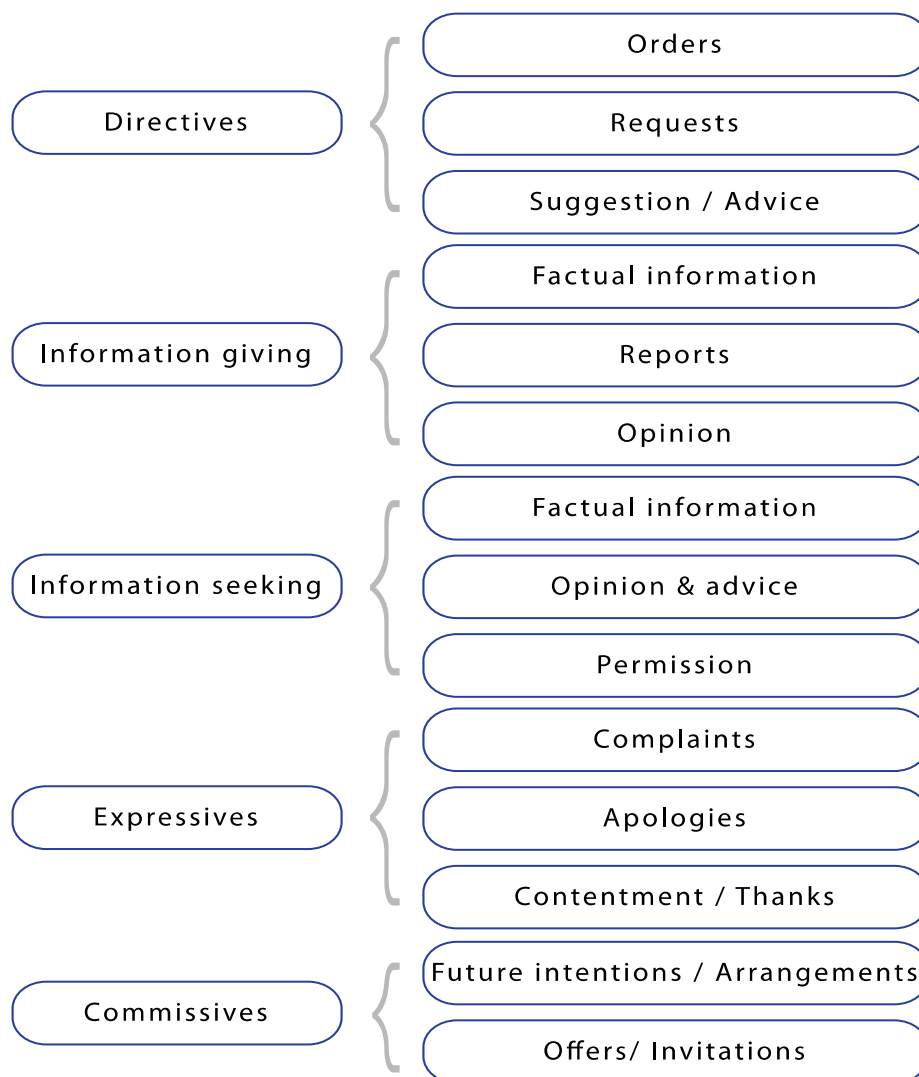 Directives
Orders
Requests
Suggestion / Advice
Information giving
Factual information
Reports
Opinion
Information seeking
Factual information
Opinion & advice
Permission
Expressives
Complaints
Apologies
Contentment / Thanks
Commissives
Future intentions / Arrangements
Offers/ Invitations